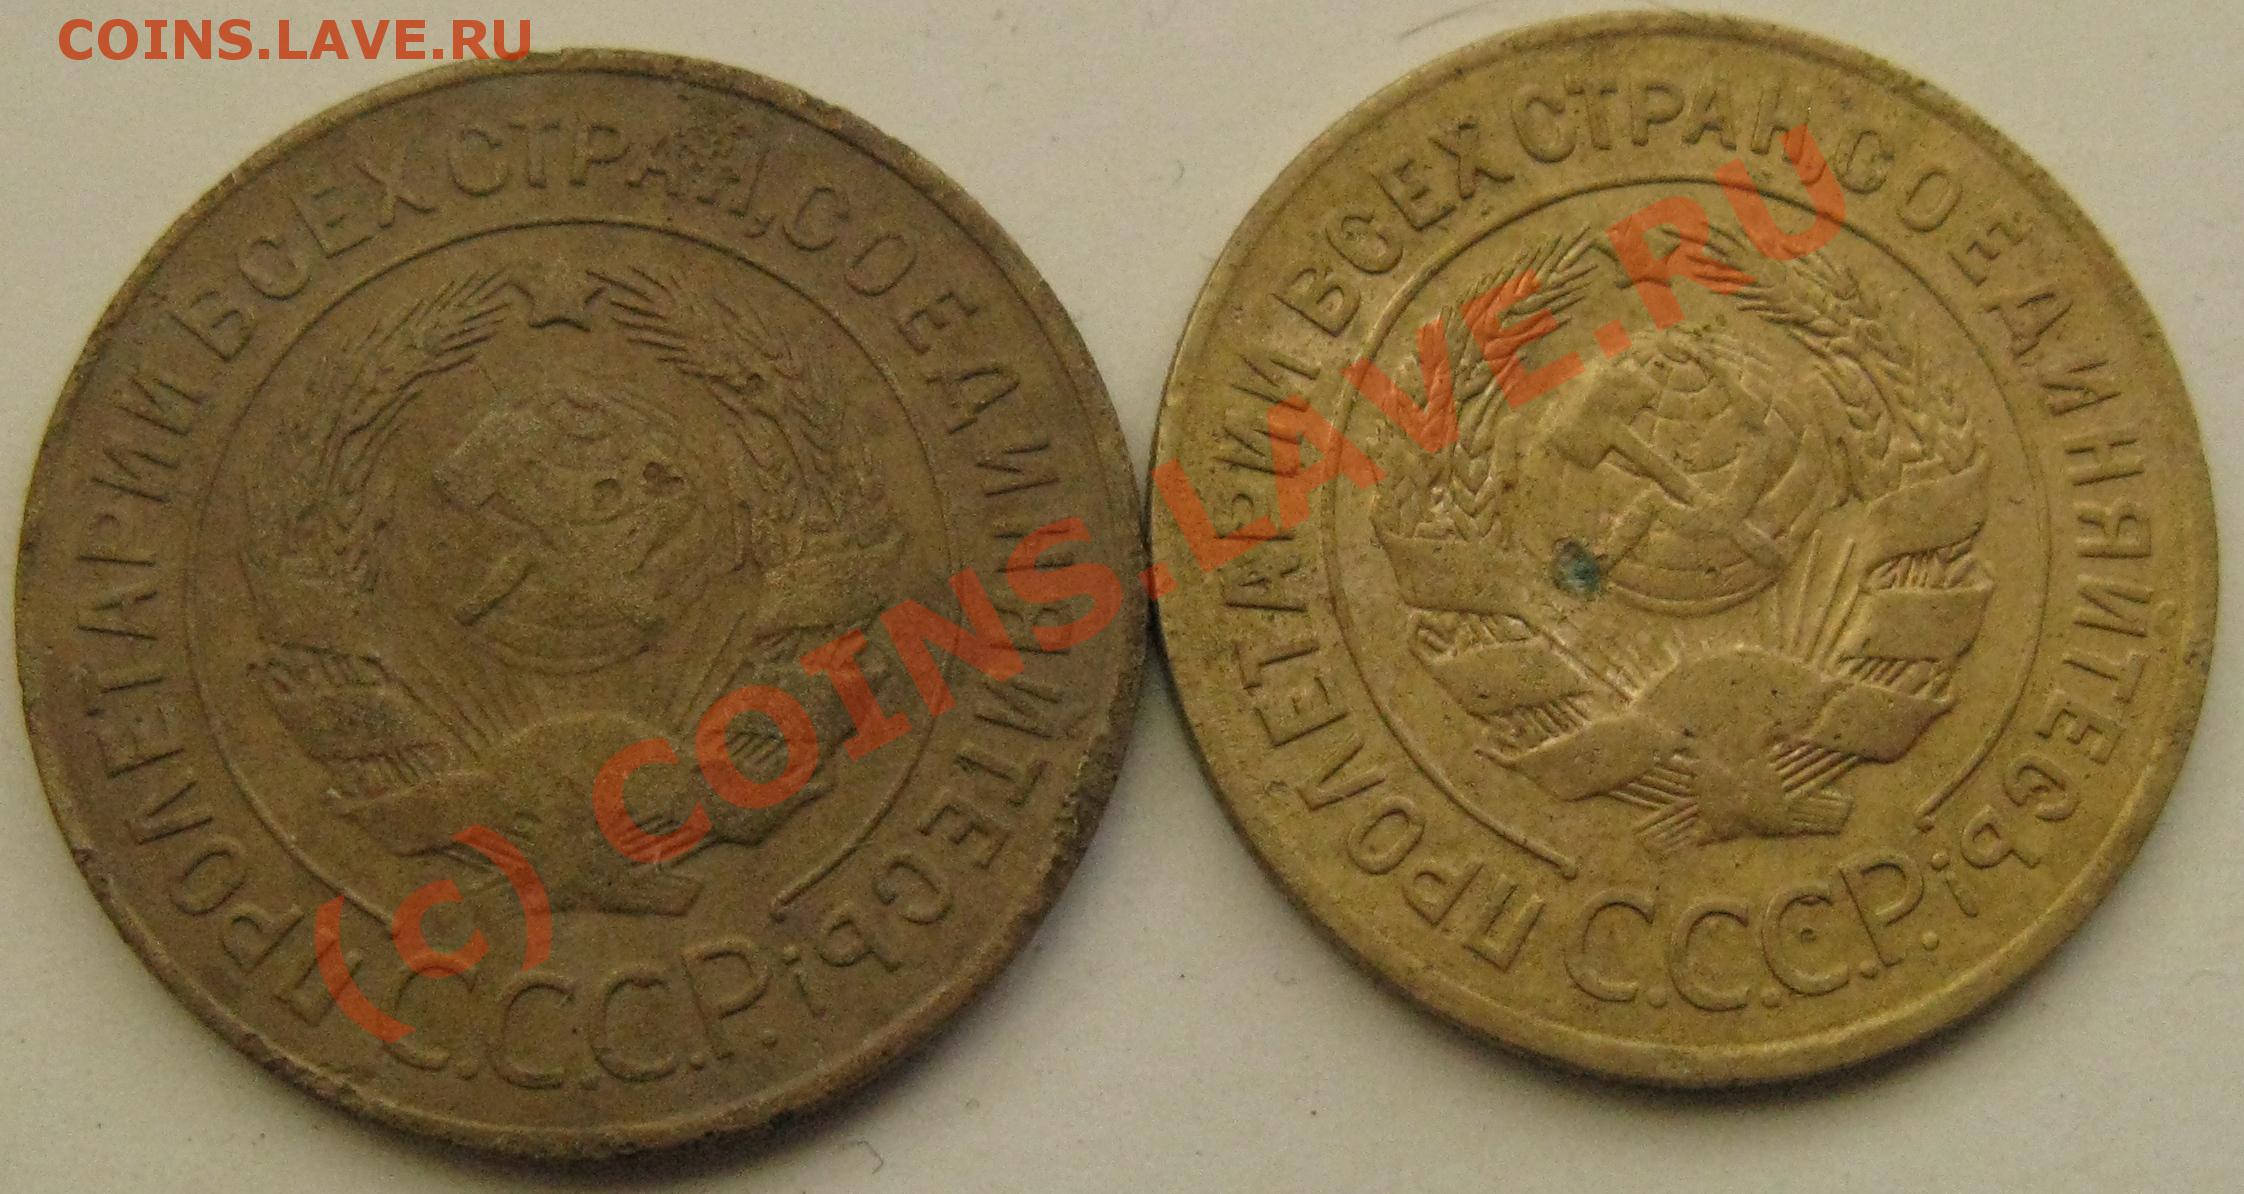 COINS.LAVE.RU
ПРОЛЕТАРИИ ВСЕХ СТРАН, СОЕДИНЯЙТЕСЬ!
С.С.С.Р.
ПРОЛЕТАРИИ ВСЕХ СТРАН, СОЕДИНЯЙТЕСЬ!
С.С.С.Р.
(c) COINS.LAVE.RU